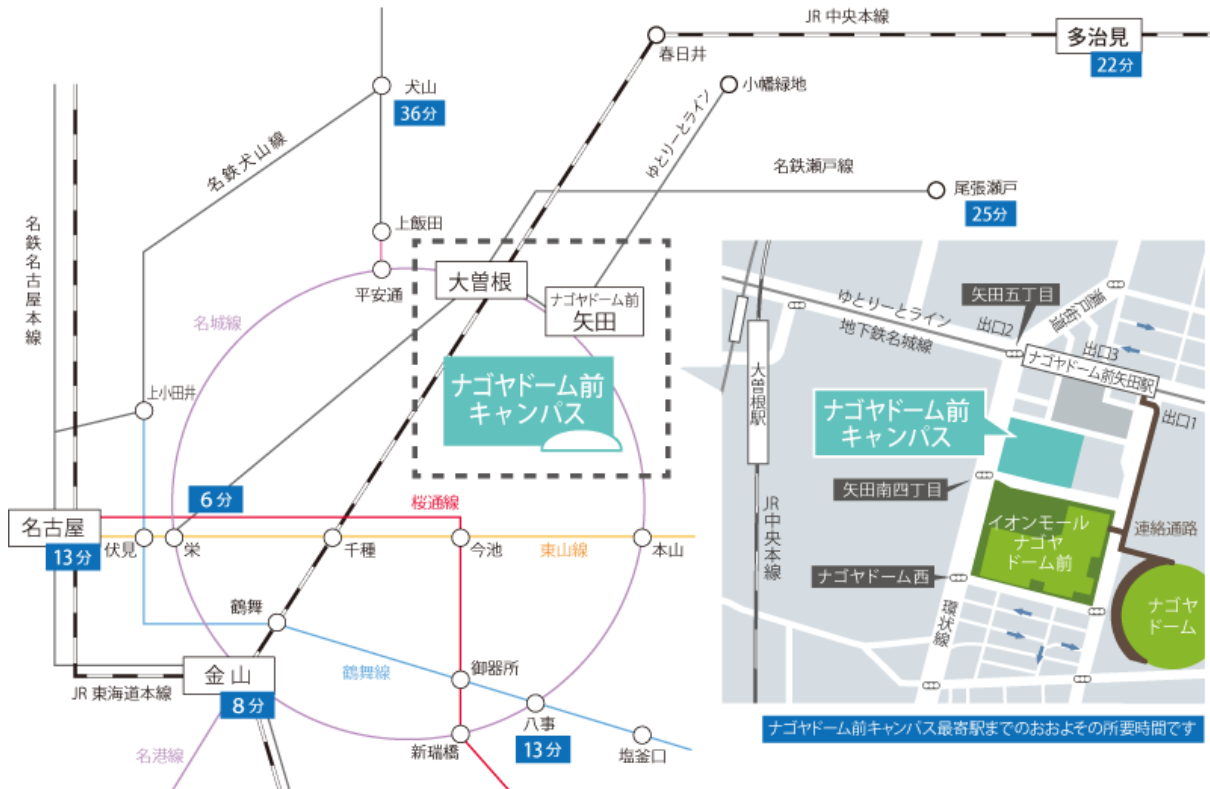 JR 中央本線
多治見
22分
春日井
小幡緑地
犬山
36分
ゆとりーとライン
名鉄犬山線
名鉄瀬戸線
尾張瀬戸
25分
名鉄名古屋本線
上飯田
平安通
大曽根
ナゴヤドーム前
矢田
名城線
ナゴヤドーム前
キャンパス
上小田井
6分
桜通線
名古屋
13分
伏見
栄
千種
今池
東山線
本山
鶴舞
金山
8分
JR 東海道本線
鶴舞線
御器所
八事
13分
新瑞橋
塩釜口
名港線
ゆとりーとライン
地下鉄名城線
矢田五丁目
出口2
瀬戸街道
出口3
ナゴヤドーム前矢田駅
出口1
大曽根駅
ナゴヤドーム前
キャンパス
矢田南四丁目
JR中央本線
イオンモール
ナゴヤ
ドーム前
連絡通路
ナゴヤドーム西
ナゴヤ
ドーム
環状線
ナゴヤドーム前キャンパス最寄駅までのおおよその所要時間です